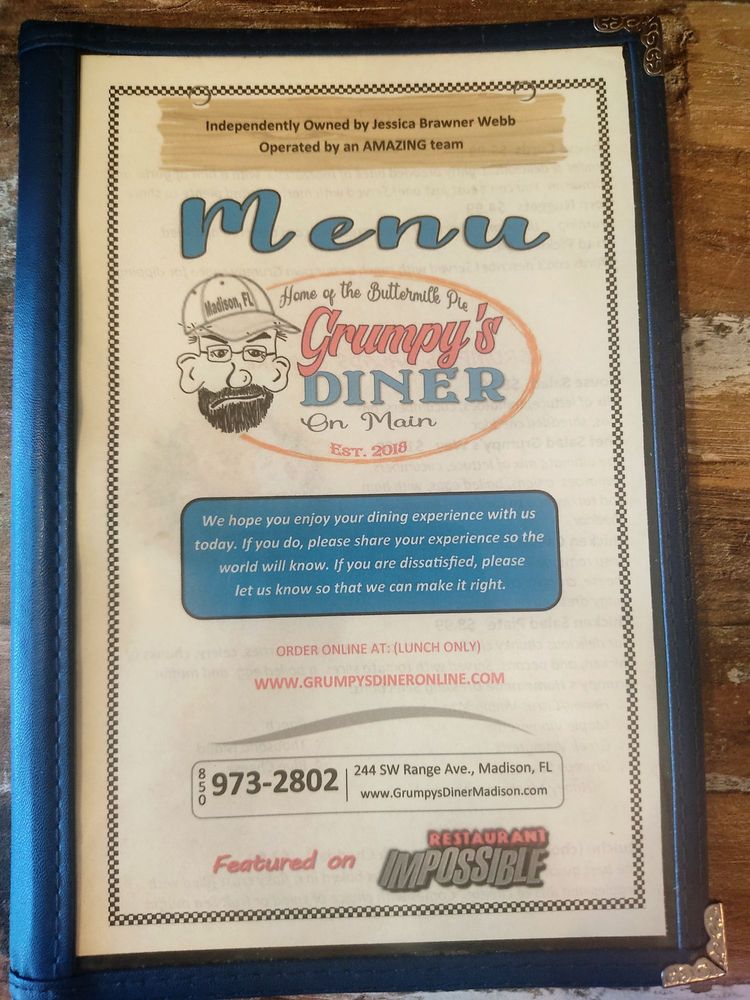 Independently Owned by Jessica Brawner Webb
Operated by an AMAZING team
Menu
Madison, FL
Home of the Buttermilk Pie
Grumpy's
DINER
On Main
EST. 2018
We hope you enjoy your dining experience with us
today. If you do, please share your experience so the
world will know. If you are dissatisfied, please
let us know so that we can make it right.
ORDER ONLINE AT: (LUNCH ONLY)
WWW.GRUMPYSDINERONLINE.COM
850 973-2802
244 SW Range Ave., Madison, FL
www.GrumpysDinerMadison.com
Featured on
RESTAURANT
IMPOSSIBLE